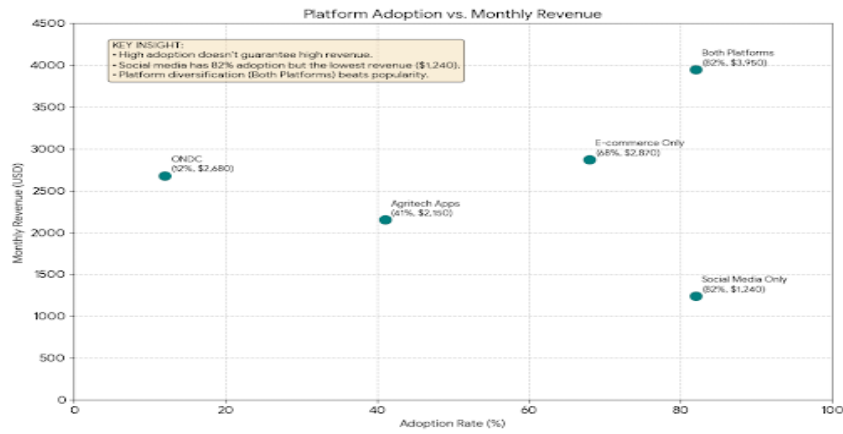 Platform Adoption vs. Monthly Revenue
4500
4000
3500
3000
2500
2000
1500
1000
500
0
Monthly Revenue (USD)
KEY INSIGHT:
• High adoption doesn't guarantee high revenue.
• Social media has 82% adoption but the lowest revenue ($1,240).
• Platform diversification (Both Platforms) beats popularity.
Both Platforms
(82%, $3,950)
E-commerce Only
(68%, $2,870)
ONDC
(12%, $2,680)
Agritech Apps
(41%, $2,150)
Social Media Only
(82%, $1,240)
0
20
40
60
80
100
Adoption Rate (%)